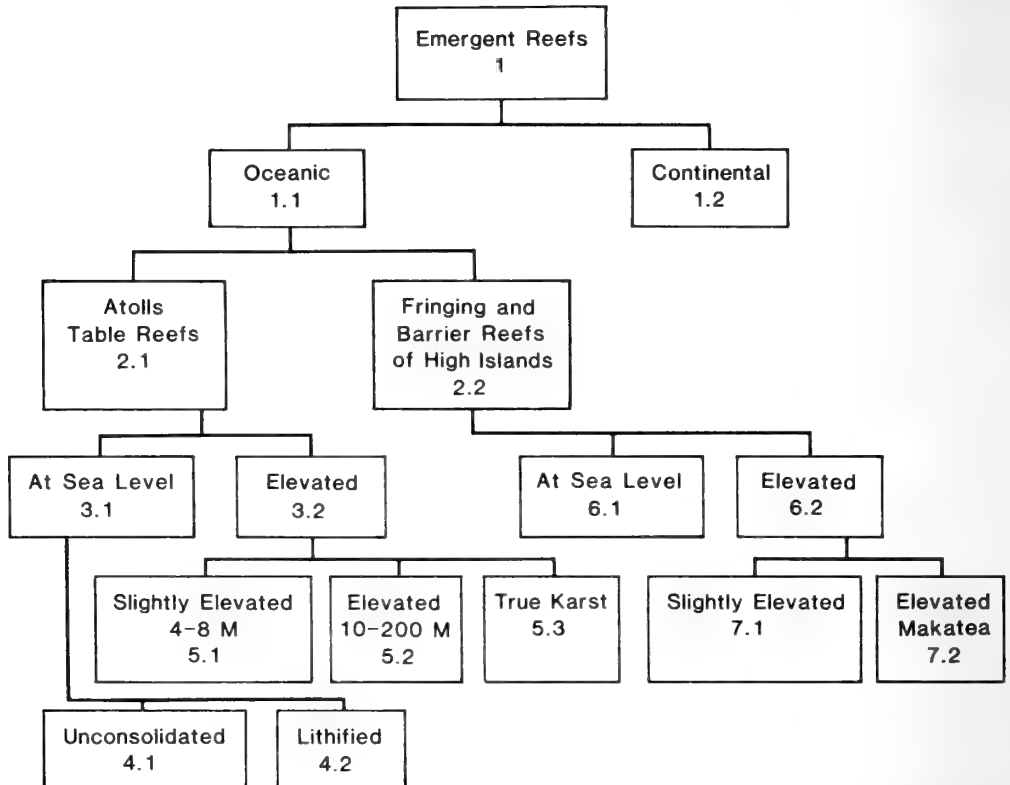 Emergent Reefs
1
Oceanic
1.1
Continental
1.2
Atolls
Table Reefs
2.1
Fringing and
Barrier Reefs
of High Islands
2.2
At Sea Level
3.1
Elevated
3.2
At Sea Level
6.1
Elevated
6.2
Slightly Elevated
4-8 M
5.1
Elevated
10-200 M
5.2
True Karst
5.3
Slightly Elevated
7.1
Elevated
Makatea
7.2
Unconsolidated
4.1
Lithified
4.2